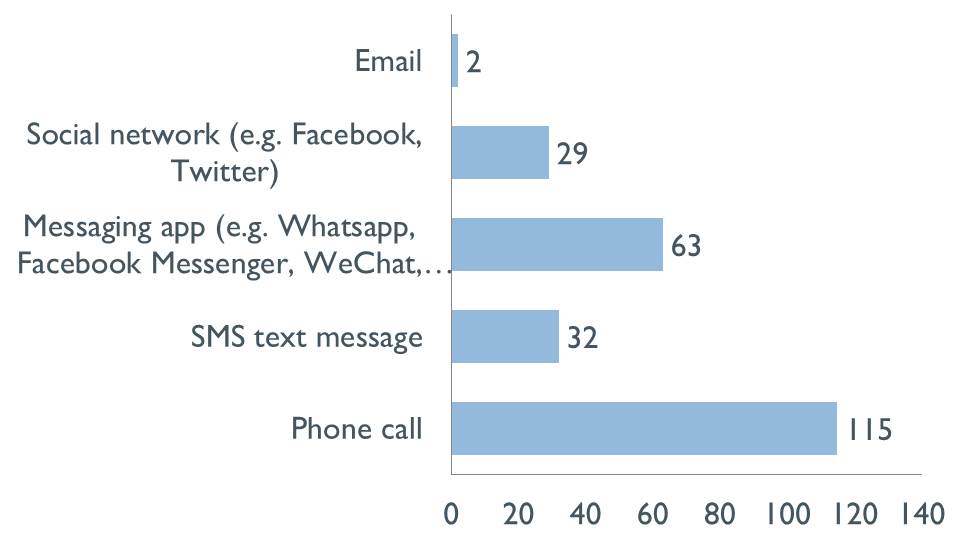 Email
2
Social network (e.g. Facebook,
Twitter)
29
Messaging app (e.g. Whatsapp,
Facebook Messenger, WeChat,…
63
SMS text message
32
Phone call
115
0 20 40 60 80 100 120 140